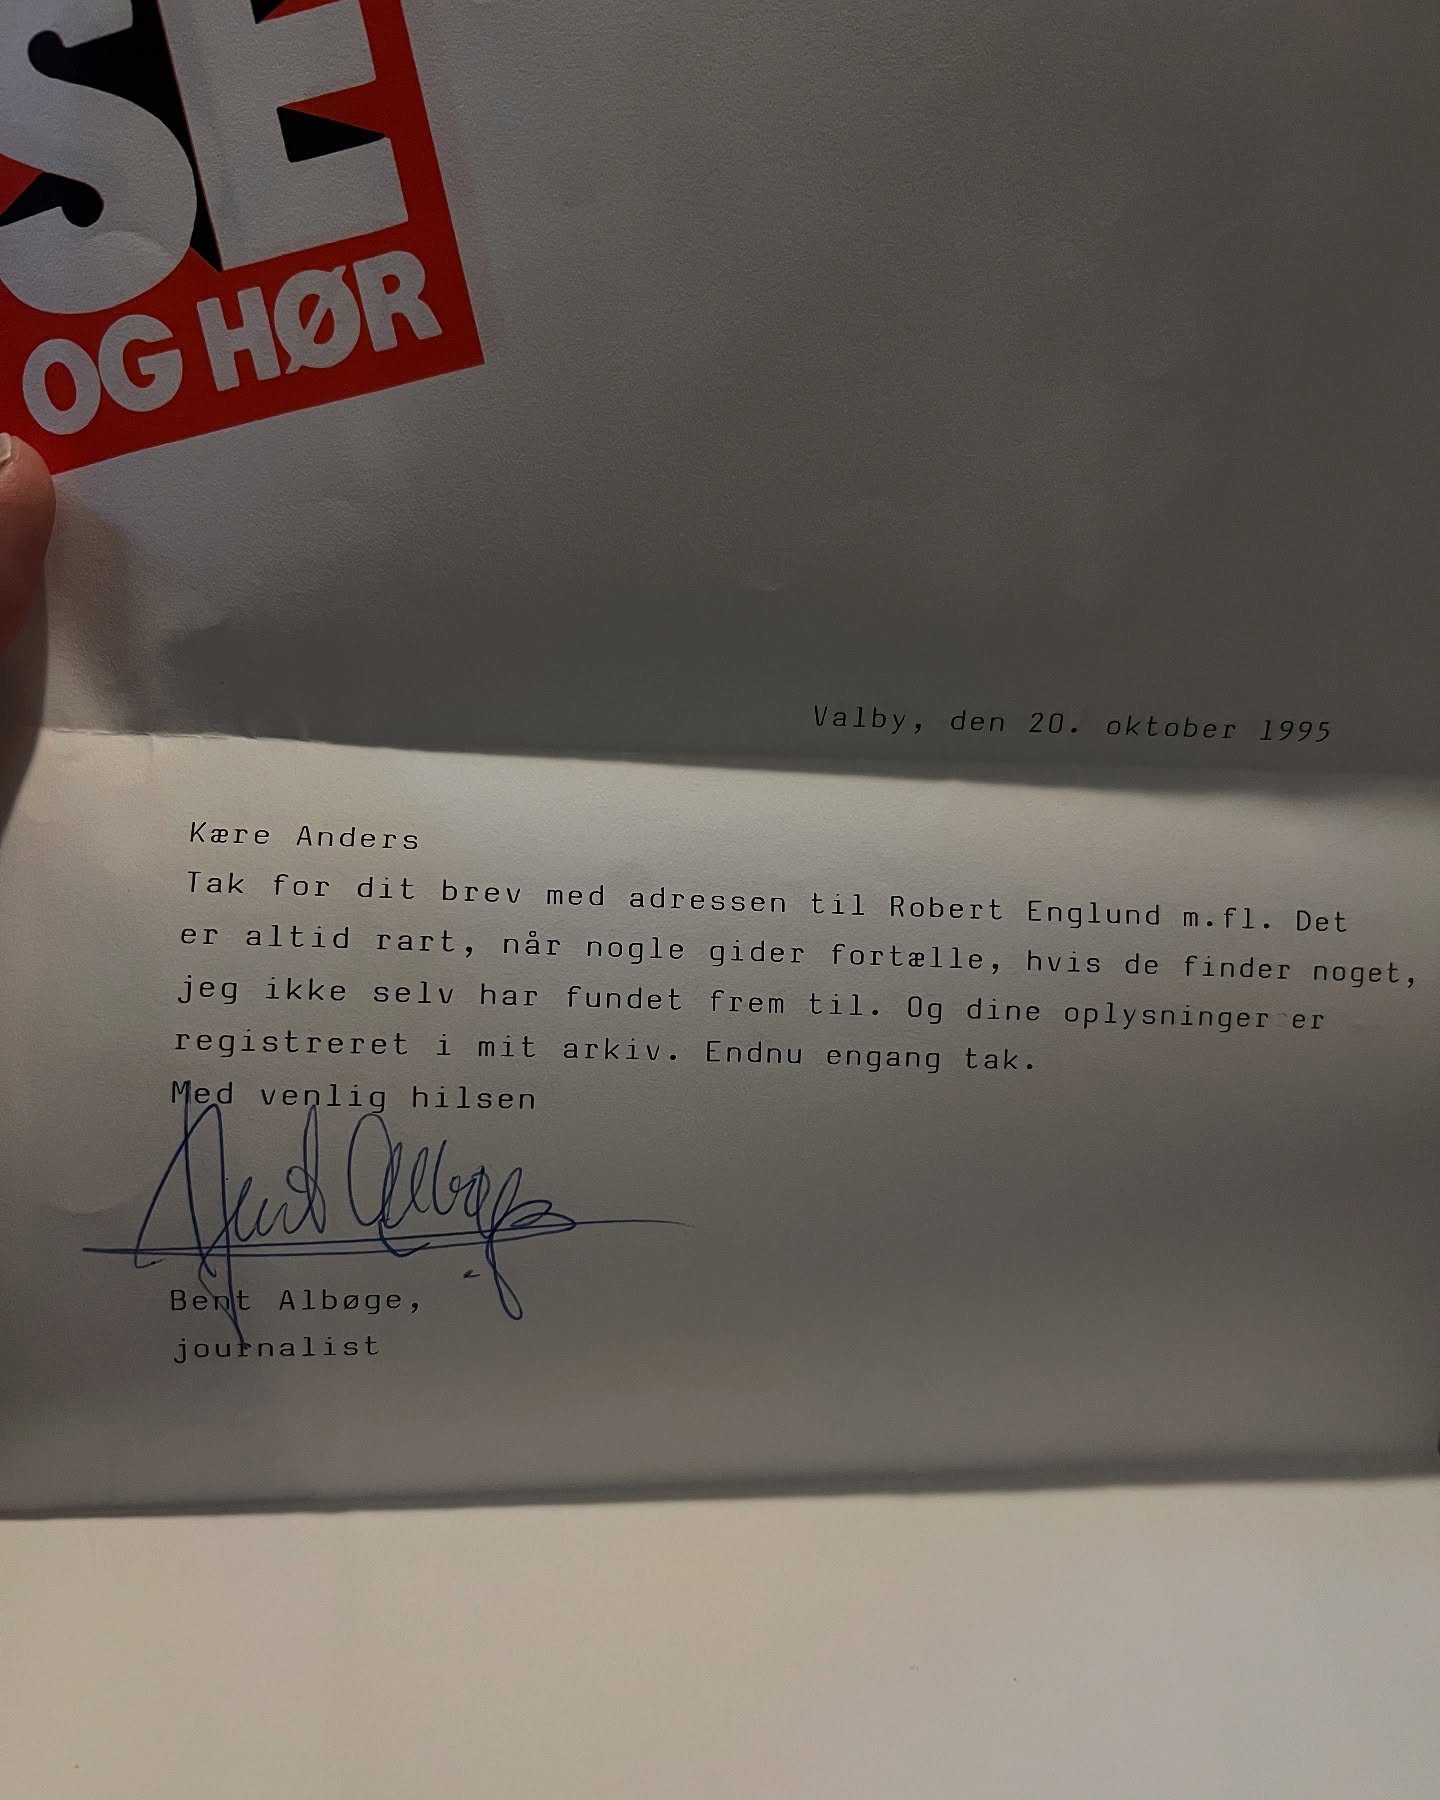 SE
OG HØR
Valby, den 20. oktober 1995
Kære Anders
Tak for dit brev med adressen til Robert Englund m.fl. Det
er altid rart, når nogle gider fortælle, hvis de finder noget,
jeg ikke selv har fundet frem til. Og dine oplysninger er
registreret i mit arkiv. Endnu engang tak.
Med venlig hilsen
Bent Albøge
Bent Albøge,
journalist